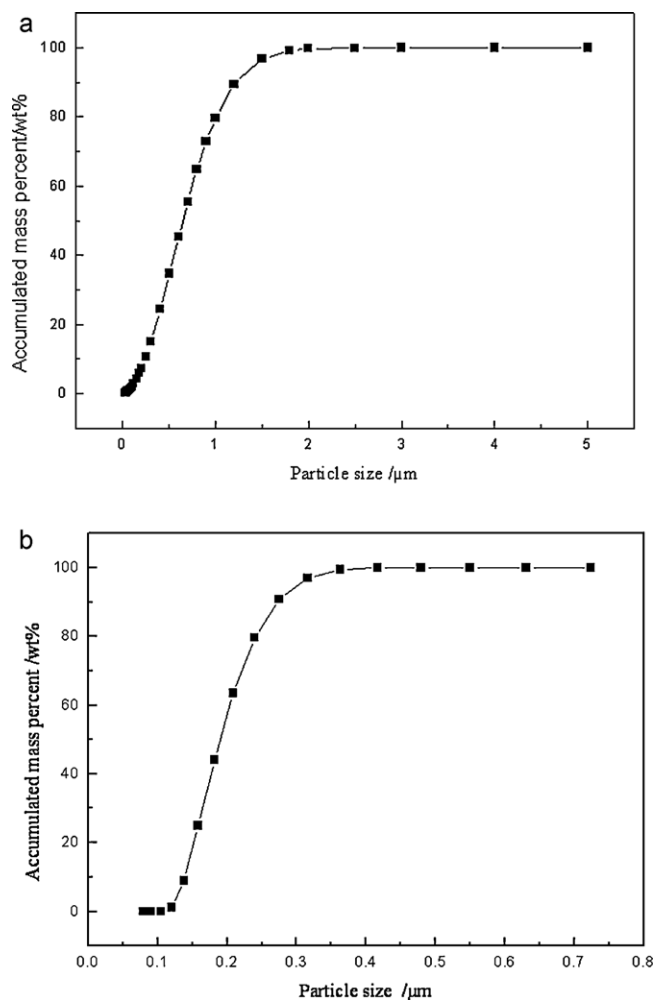 a
100
80
60
40
20
0
Accumulated mass percent/wt%
0 1 2 3 4 5
Particle size /μm
b
100
80
60
40
20
0
Accumulated mass percent /wt%
0.0 0.1 0.2 0.3 0.4 0.5 0.6 0.7 0.8
Particle size /μm